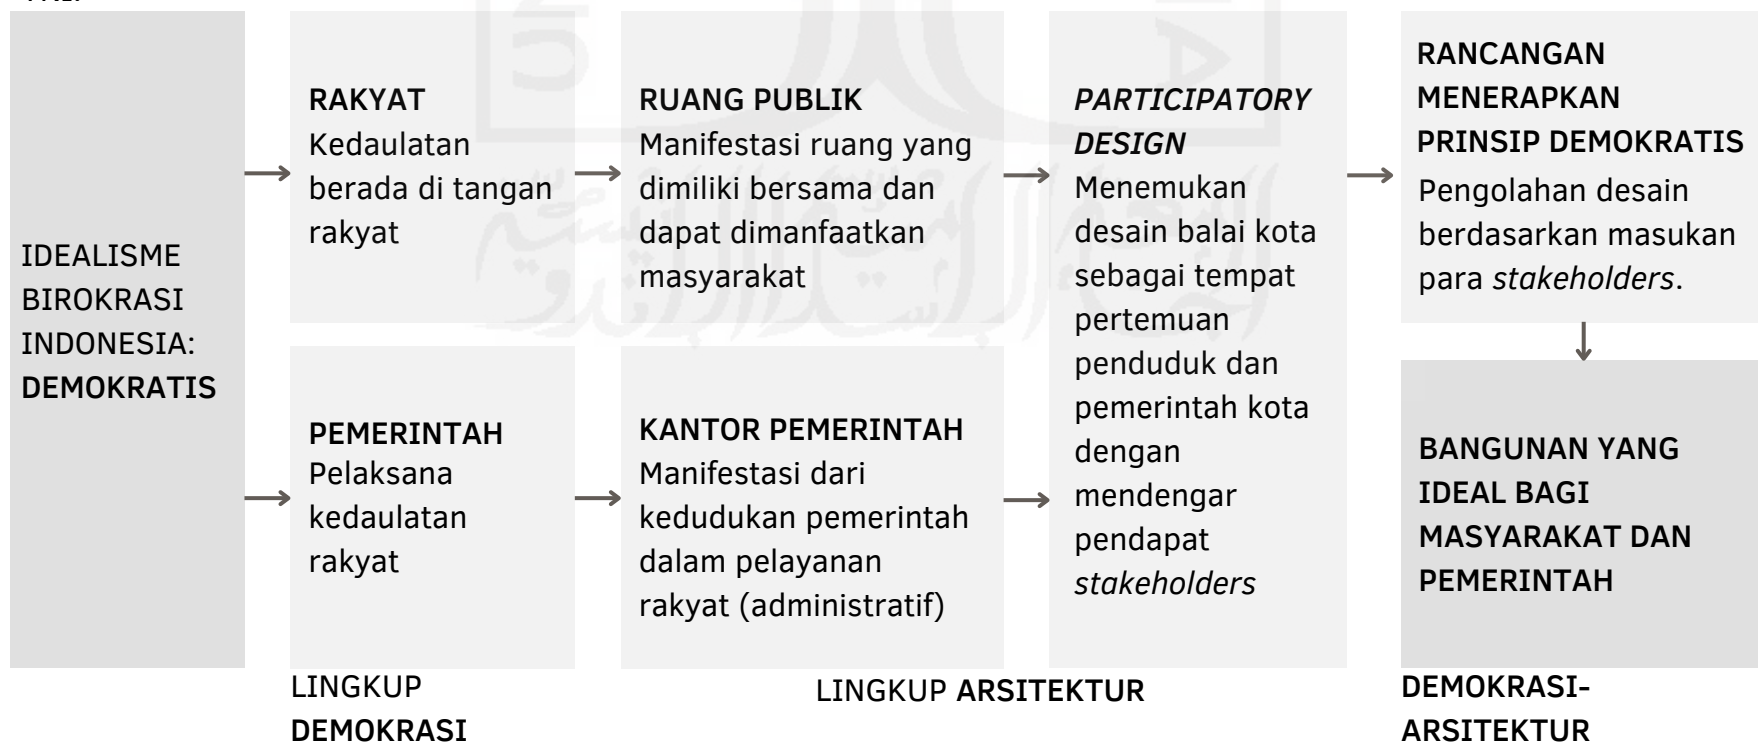 IDEALISME
BIROKRASI
INDONESIA:
DEMOKRATIS
RAKYAT
Kedaulatan
berada di tangan
rakyat
PEMERINTAH
Pelaksana
kedaulatan
rakyat
LINGKUP
DEMOKRASI
RUANG PUBLIK
Manifestasi ruang yang
dimiliki bersama dan
dapat dimanfaatkan
masyarakat
KANTOR PEMERINTAH
Manifestasi dari
kedudukan pemerintah
dalam pelayanan
rakyat (administratif)
PARTICIPATORY
DESIGN
Menemukan
desain balai kota
sebagai tempat
pertemuan
penduduk dan
pemerintah kota
dengan
mendengar
pendapat
stakeholders
LINGKUP ARSITEKTUR
RANCANGAN
MENERAPKAN
PRINSIP DEMOKRATIS
Pengolahan desain
berdasarkan masukan
para stakeholders.
BANGUNAN YANG
IDEAL BAGI
MASYARAKAT DAN
PEMERINTAH
DEMOKRASI-
ARSITEKTUR